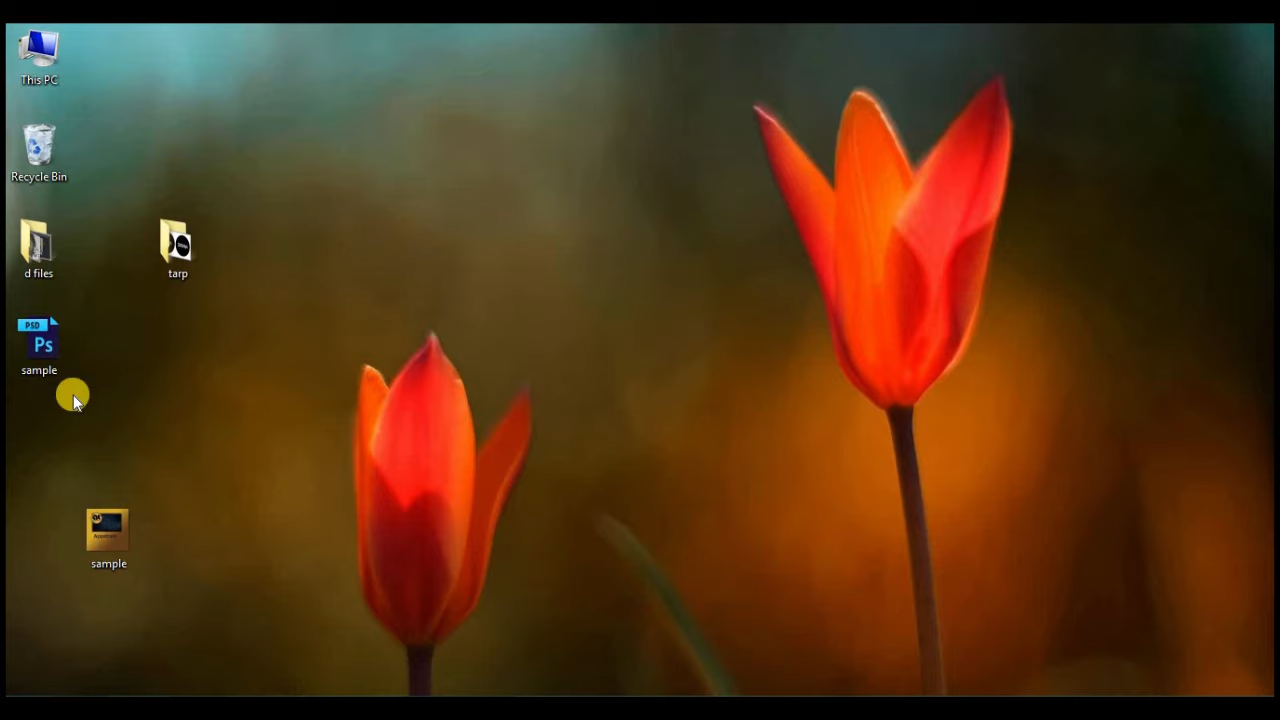 This PC
Recycle Bin
d files
tarp
PSD
Ps
sample
sample